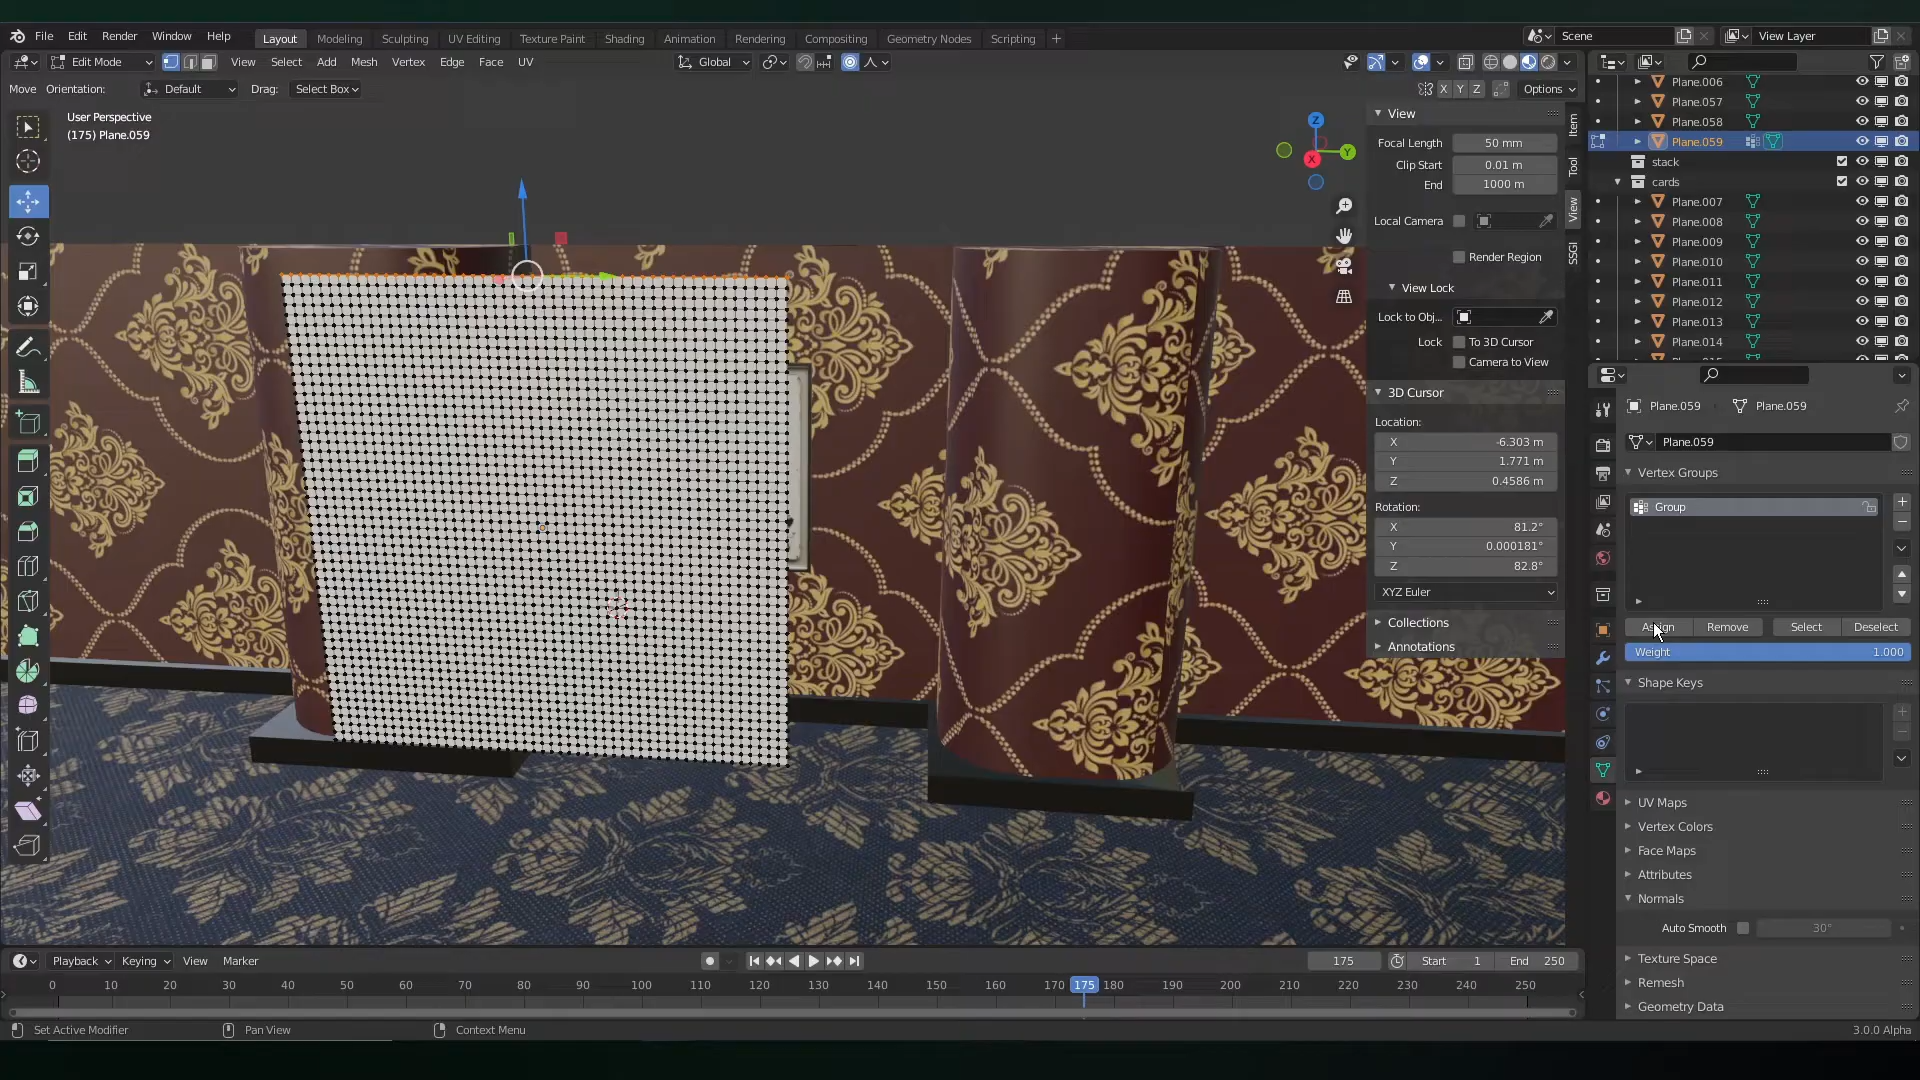 File Edit Render Window Help Layout Modeling Sculpting UV Editing Texture Paint Shading Animation Rendering Compositing Geometry Nodes Scripting + Scene View Layer
Edit Mode View Select Add Mesh Vertex Edge Face UV Global
Move Orientation: Default Drag: Select Box X Y Z Options
User Perspective
(175) Plane.059
Z
Y
X
View
Focal Length 50 mm
Clip Start 0.01 m
End 1000 m
Local Camera
Render Region
View Lock
Lock to Obj...
Lock To 3D Cursor
Camera to View
3D Cursor
Location:
X -6.303 m
Y 1.771 m
Z 0.4586 m
Rotation:
X 81.2°
Y 0.000181°
Z 82.8°
XYZ Euler
Collections
Annotations
Item
Tool
View
SSGI
Plane.006
Plane.057
Plane.058
Plane.059
stack
cards
Plane.007
Plane.008
Plane.009
Plane.010
Plane.011
Plane.012
Plane.013
Plane.014
Plane.059 Plane.059
Plane.059
Vertex Groups
Group
Assign Remove Select Deselect
Weight 1.000
Shape Keys
UV Maps
Vertex Colors
Face Maps
Attributes
Normals
Auto Smooth 30°
Texture Space
Remesh
Geometry Data
Playback Keying View Marker 175 Start 1 End 250
0 10 20 30 40 50 60 70 80 90 100 110 120 130 140 150 160 170 175 180 190 200 210 220 230 240 250
Set Active Modifier Pan View Context Menu 3.0.0 Alpha